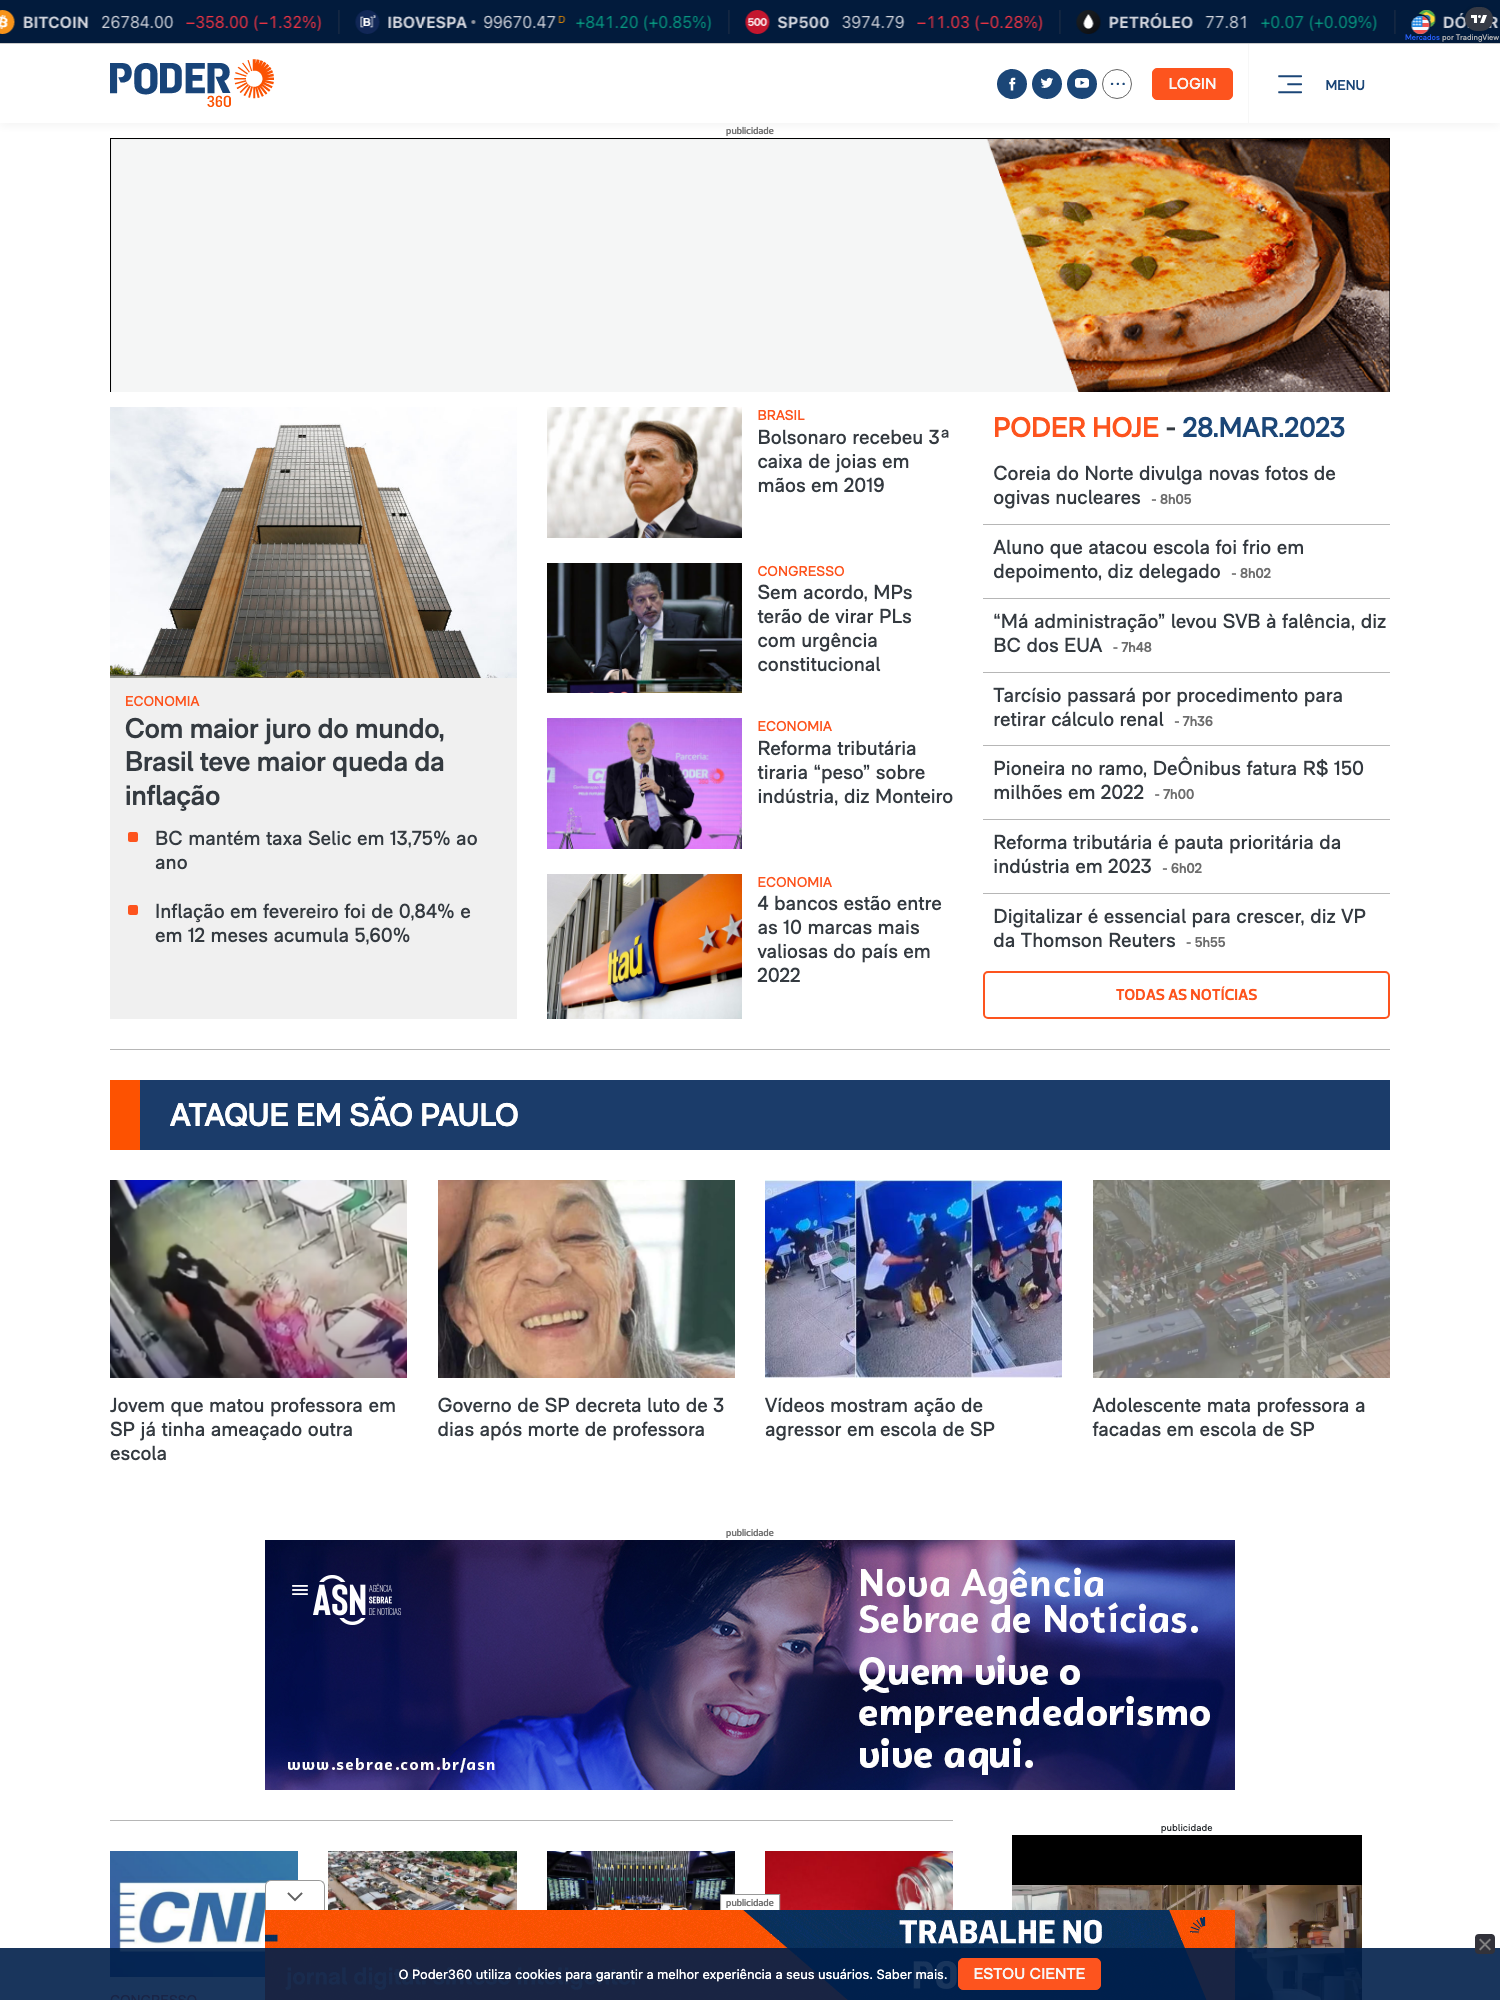 BITCOIN 26784.00 −358.00 (−1.32%) IBOVESPA • 99670.47 D +841.20 (+0.85%) 500 SP500 3974.79 −11.03 (−0.28%) PETRÓLEO 77.81 +0.07 (+0.09%)
Mercados por TradingView
PODER
360
LOGIN
MENU
publicidade
ECONOMIA
Com maior juro do mundo,
Brasil teve maior queda da
inflação
BC mantém taxa Selic em 13,75% ao
ano
Inflação em fevereiro foi de 0,84% e
em 12 meses acumula 5,60%
BRASIL
Bolsonaro recebeu 3ª
caixa de joias em
mãos em 2019
CONGRESSO
Sem acordo, MPs
terão de virar PLs
com urgência
constitucional
Parceria:
ECONOMIA
Reforma tributária
tiraria “peso” sobre
indústria, diz Monteiro
Itaú
ECONOMIA
4 bancos estão entre
as 10 marcas mais
valiosas do país em
2022
PODER HOJE - 28.MAR.2023
Coreia do Norte divulga novas fotos de
ogivas nucleares - 8h05
Aluno que atacou escola foi frio em
depoimento, diz delegado - 8h02
“Má administração” levou SVB à falência, diz
BC dos EUA - 7h48
Tarcísio passará por procedimento para
retirar cálculo renal - 7h36
Pioneira no ramo, DeÔnibus fatura R$ 150
milhões em 2022 - 7h00
Reforma tributária é pauta prioritária da
indústria em 2023 - 6h02
Digitalizar é essencial para crescer, diz VP
da Thomson Reuters - 5h55
TODAS AS NOTÍCIAS
ATAQUE EM SÃO PAULO
Jovem que matou professora em
SP já tinha ameaçado outra
escola
Governo de SP decreta luto de 3
dias após morte de professora
Vídeos mostram ação de
agressor em escola de SP
Adolescente mata professora a
facadas em escola de SP
publicidade
ASN AGÊNCIA
SEBRAE
DE NOTÍCIAS
Nova Agência
Sebrae de Notícias.
Quem vive o
empreendedorismo
vive aqui.
www.sebrae.com.br/asn
publicidade
CNI
publicidade
TRABALHE NO
O Poder360 utiliza cookies para garantir a melhor experiência a seus usuários. Saber mais.
ESTOU CIENTE